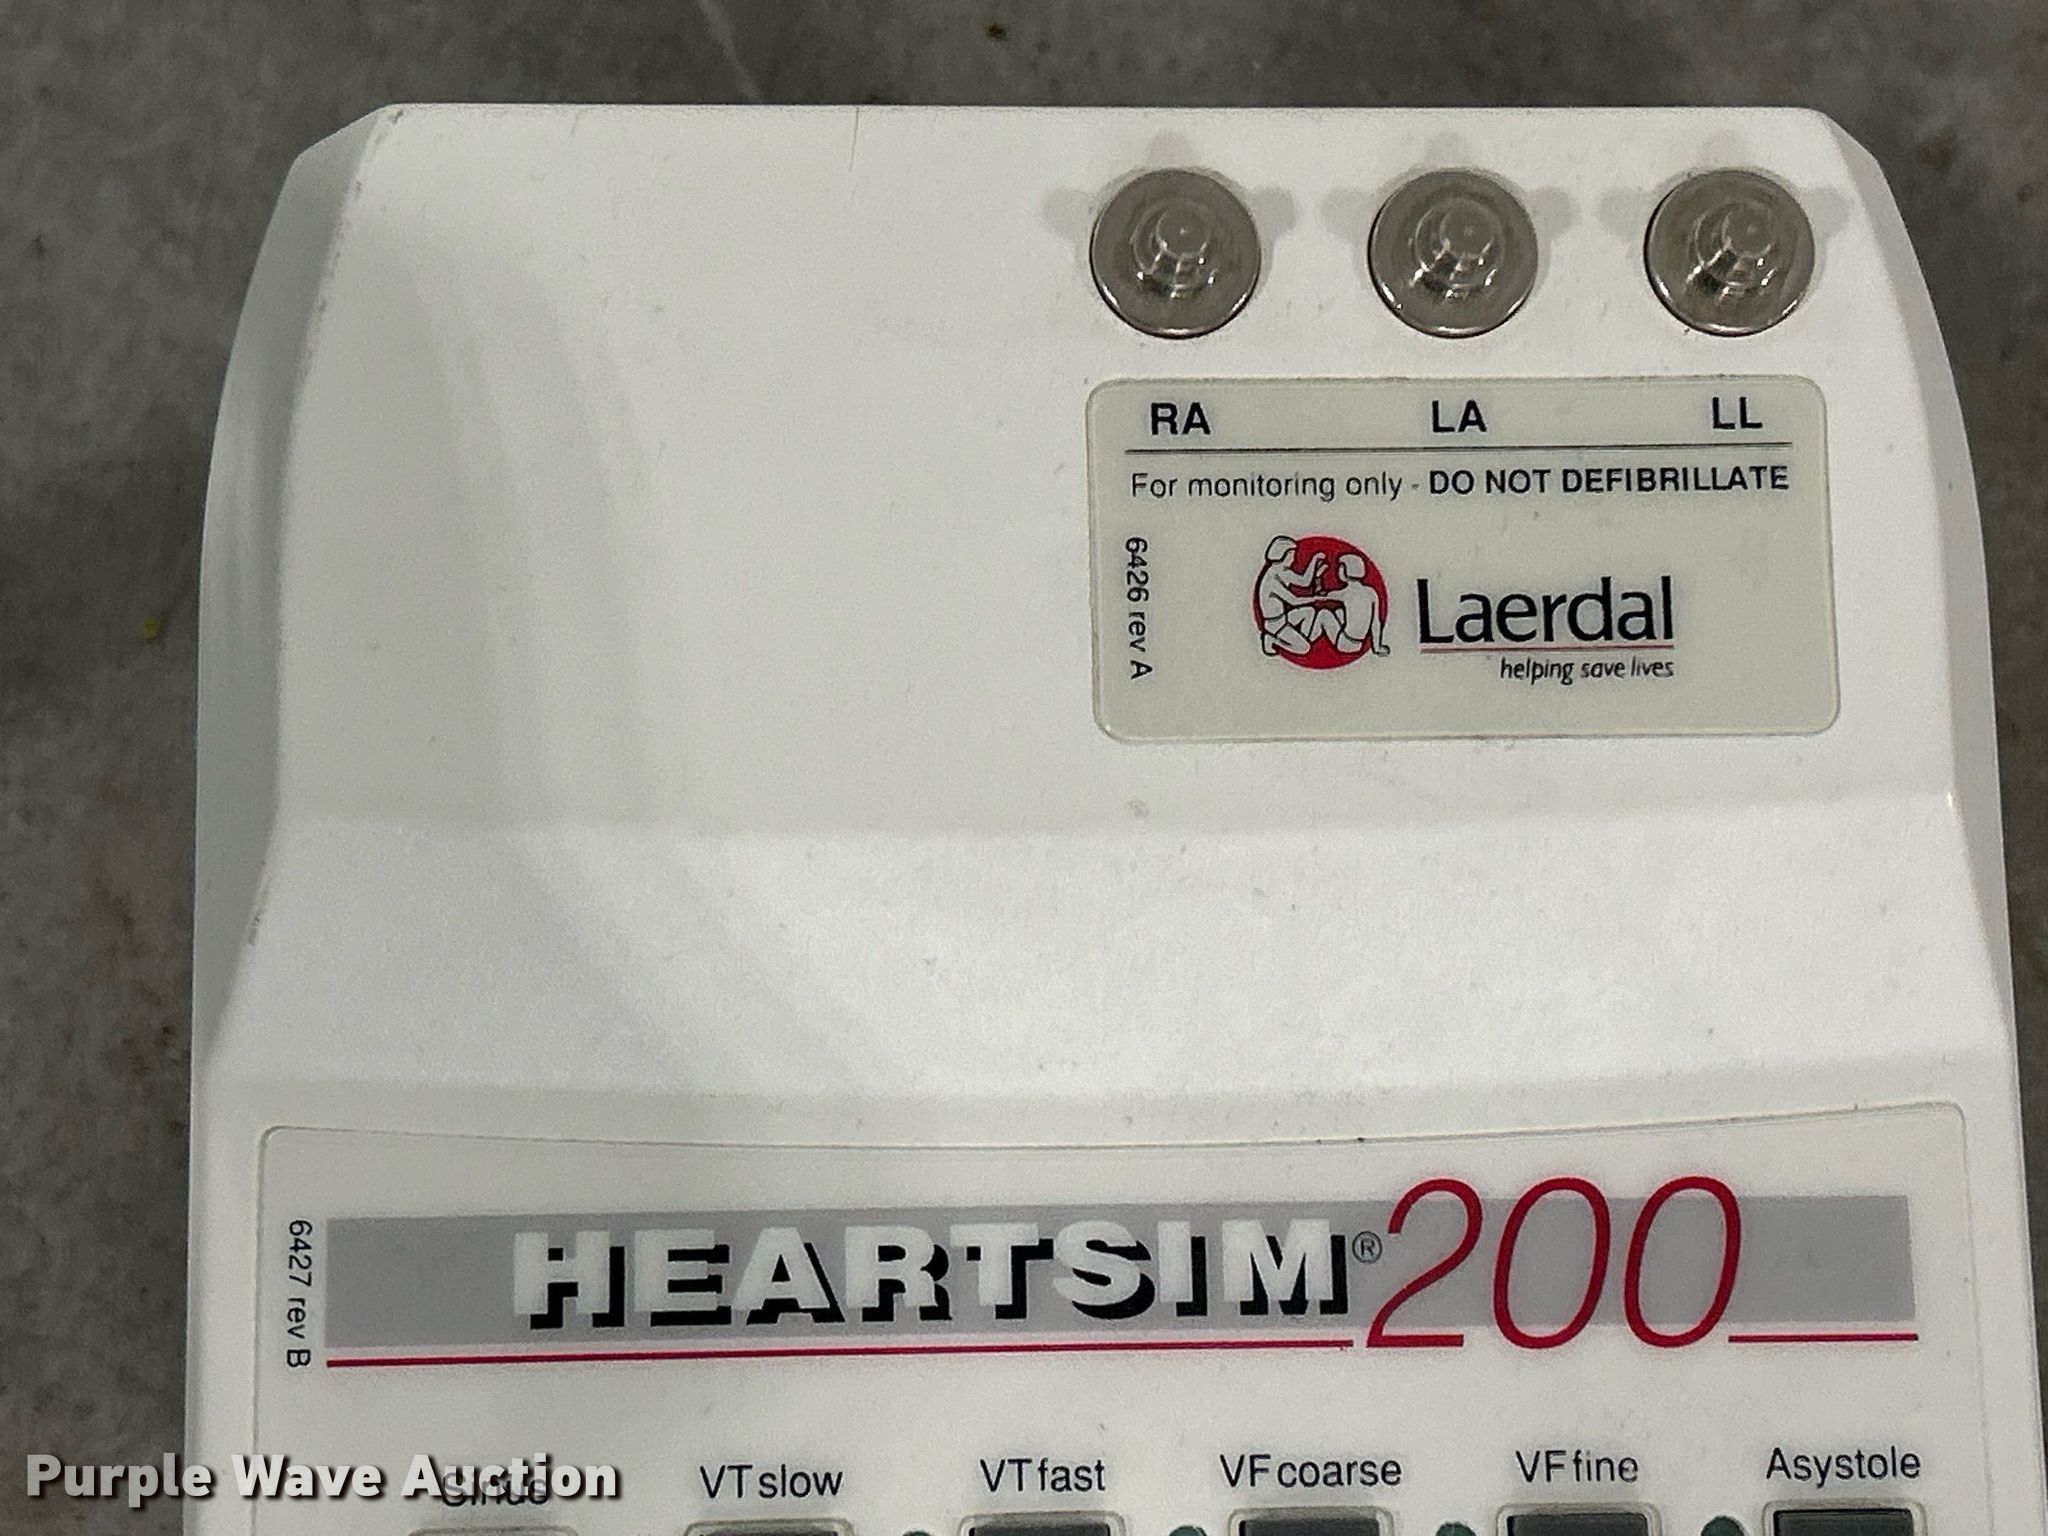 RA LA LL
For monitoring only - DO NOT DEFIBRILLATE
6426 rev A
Laerdal
helping save lives
6427 rev B
HEARTSIM® 200
Sinus VT slow VT fast VF coarse VF fine Asystole
Purple Wave Auction